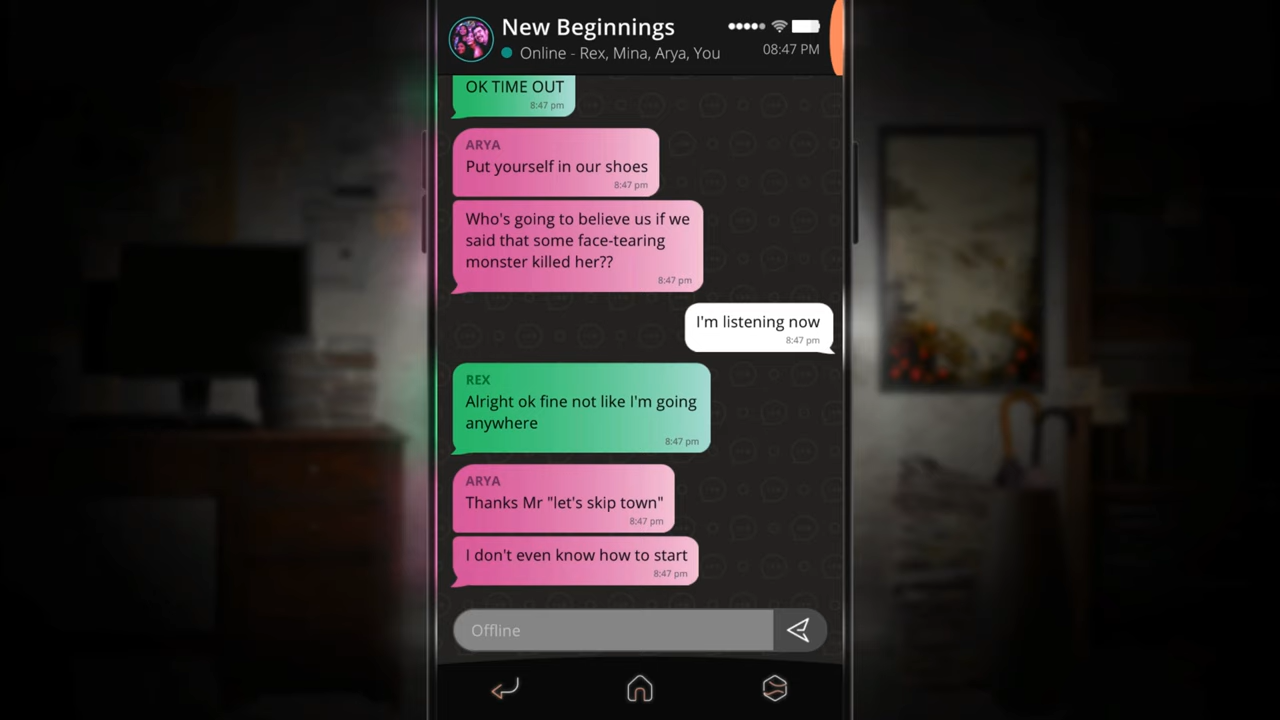 New Beginnings
Online - Rex, Mina, Arya, You
08:47 PM
OK TIME OUT
8:47 pm
ARYA
Put yourself in our shoes
8:47 pm
Who's going to believe us if we
said that some face-tearing
monster killed her??
8:47 pm
I'm listening now
8:47 pm
REX
Alright ok fine not like I'm going
anywhere
8:47 pm
ARYA
Thanks Mr "let's skip town"
8:47 pm
I don't even know how to start
8:47 pm
Offline